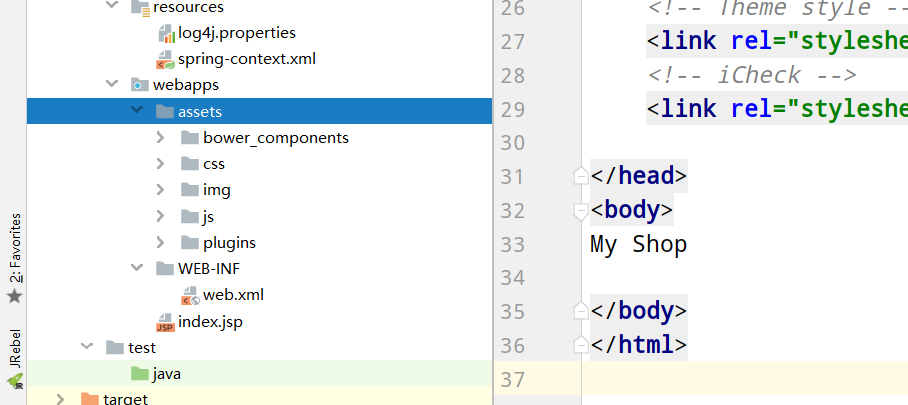 resources
log4j.properties
spring-context.xml
webapps
assets
bower_components
css
img
js
plugins
WEB-INF
web.xml
JSP
index.jsp
test
java
target
2: Favorites
JRebel
JR
26 <!-- Theme style --
27 <link rel="styleshe
28 <!-- iCheck -->
29 <link rel="styleshe
30
31 </head>
32 <body>
33 My Shop
34
35 </body>
36 </html>
37